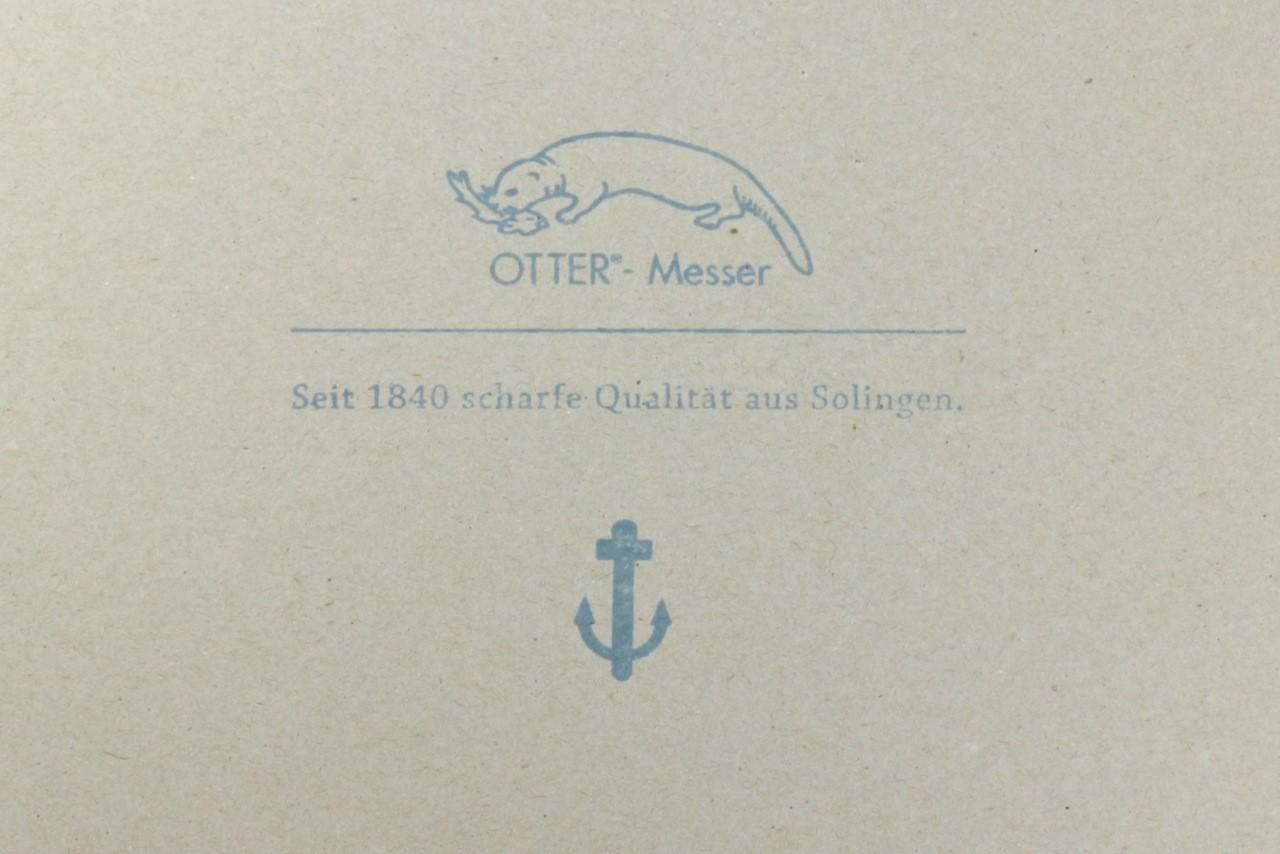 OTTER®- Messer
Seit 1840 scharfe Qualität aus Solingen.